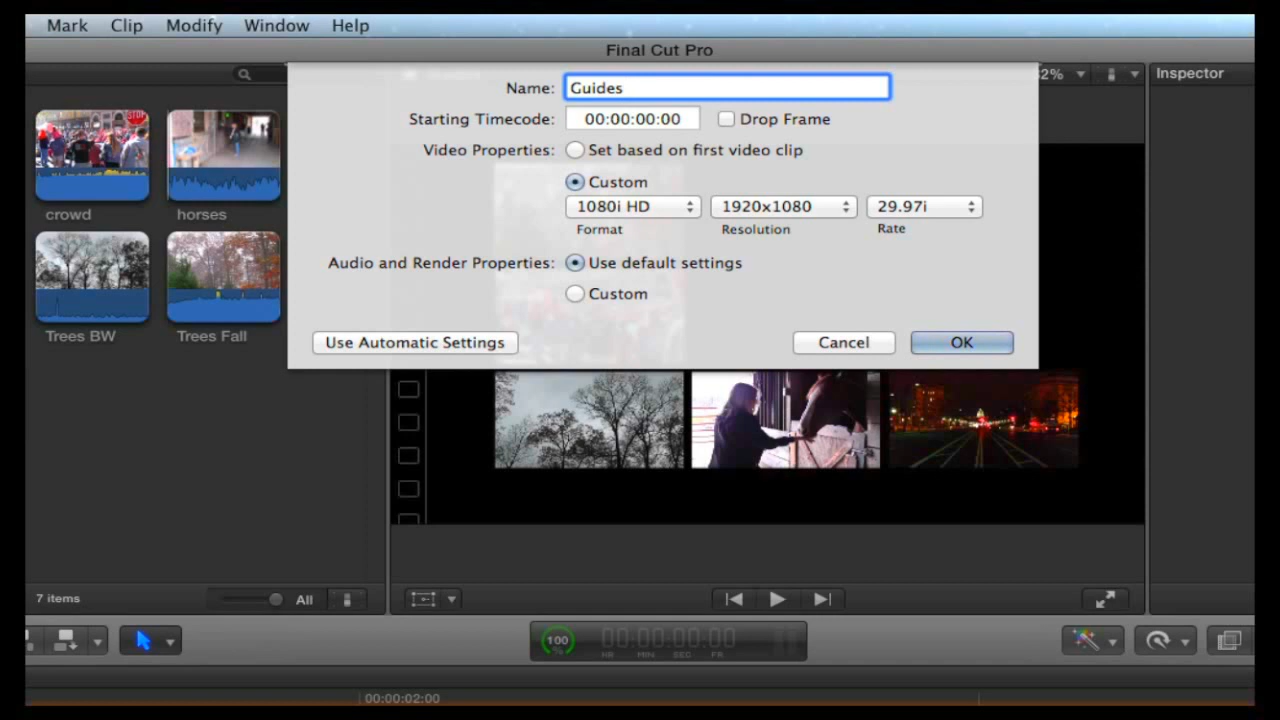 Mark Clip Modify Window Help
Final Cut Pro
Name: Guides
2% Inspector
Starting Timecode: 00:00:00:00 Drop Frame
STOP
Video Properties: Set based on first video clip
Custom
1080i HD 1920x1080 29.97i
Format Resolution Rate
crowd horses
Audio and Render Properties: Use default settings
Custom
Trees BW Trees Fall
Use Automatic Settings Cancel OK
7 items All
100 % 00:00:00:00
HR MIN SEC FR
00:00:02:00